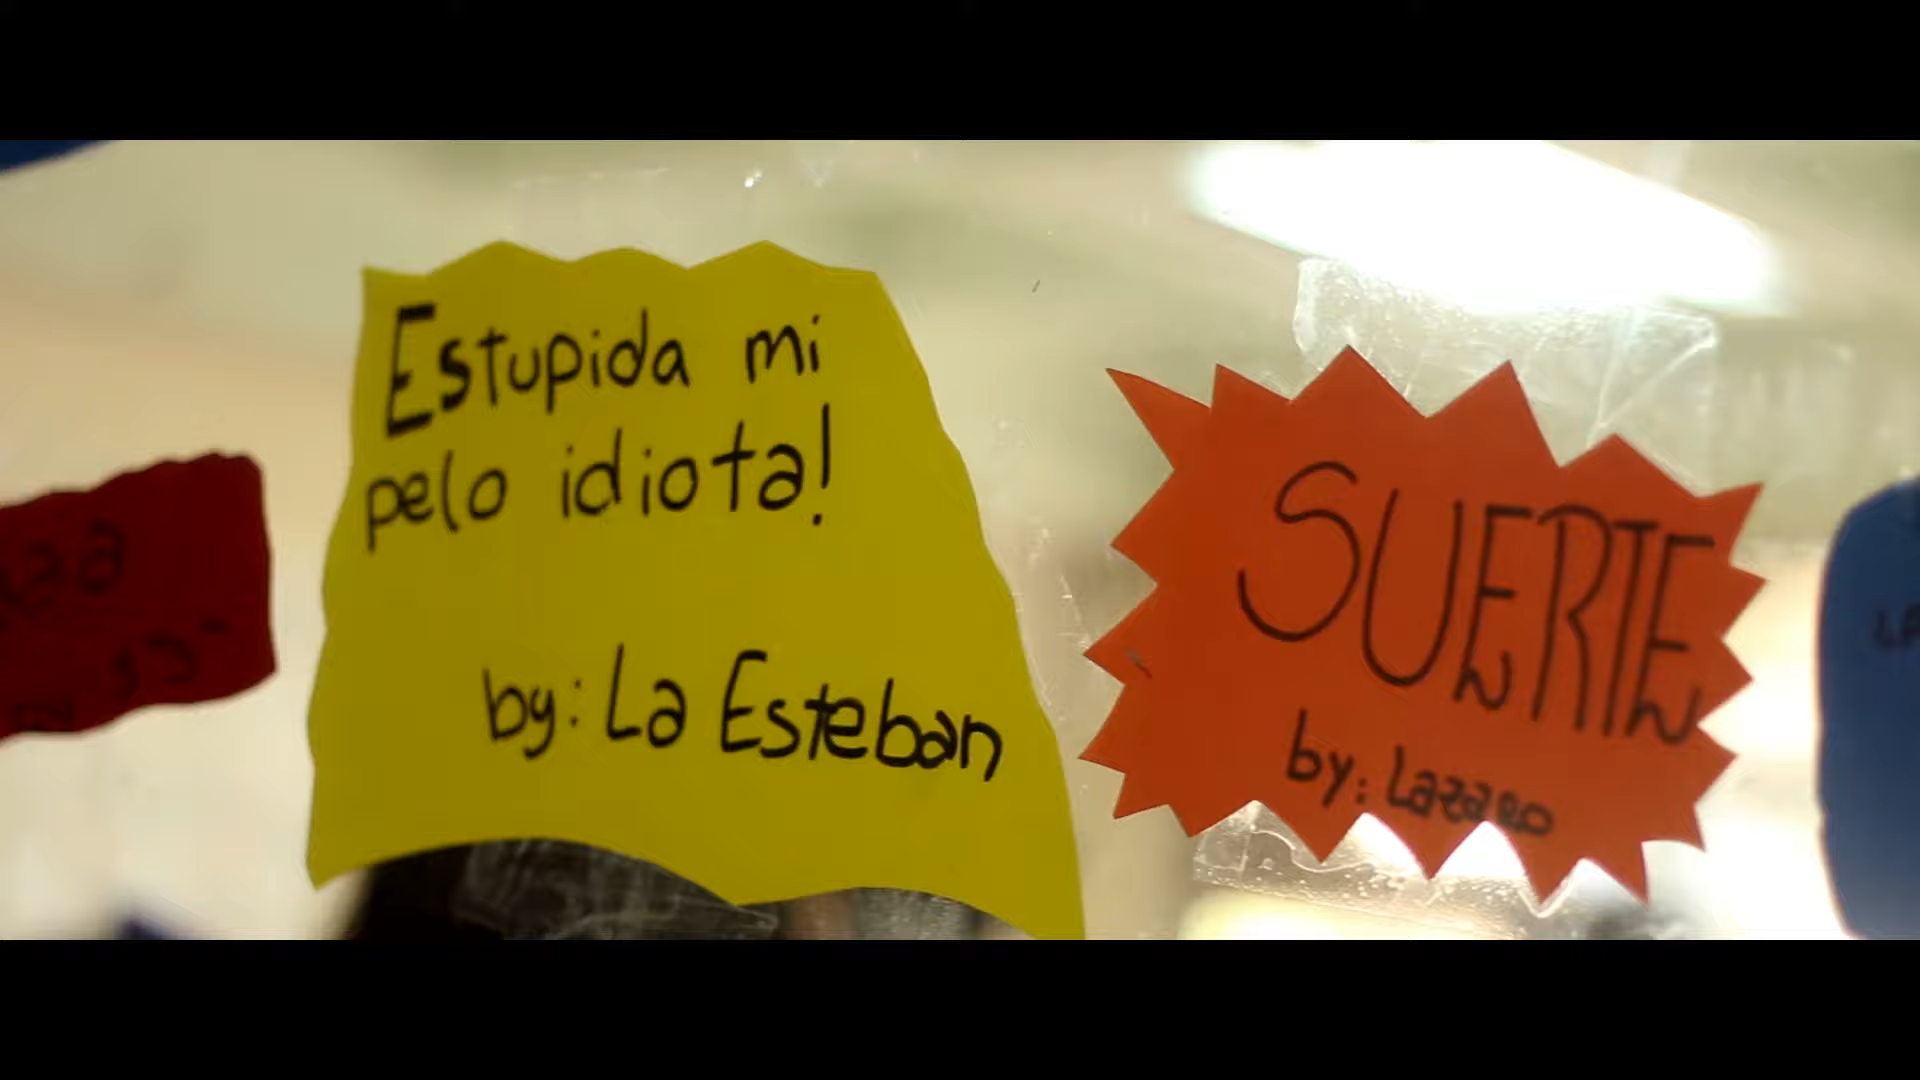 Estupida mi
pelo idiota!
by: La Esteban
SUERTE
by: Lazaro